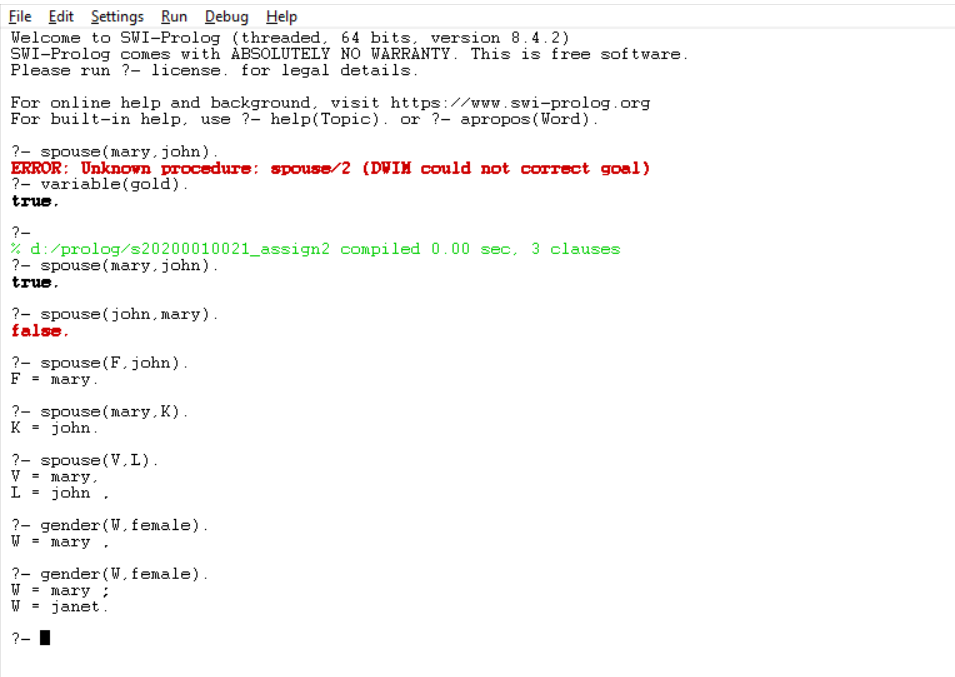 File Edit Settings Run Debug Help
Welcome to SWI-Prolog (threaded, 64 bits, version 8.4.2)
SWI-Prolog comes with ABSOLUTELY NO WARRANTY. This is free software.
Please run ?- license. for legal details.
For online help and background, visit https://www.swi-prolog.org
For built-in help, use ?- help(Topic). or ?- apropos(Word).
?- spouse(mary,john).
ERROR: Unknown procedure: spouse/2 (DWIM could not correct goal)
?- variable(gold).
true.
?-
% d:/prolog/s20200010021_assign2 compiled 0.00 sec, 3 clauses
?- spouse(mary,john).
true.
?- spouse(john,mary).
false.
?- spouse(F,john).
F = mary.
?- spouse(mary,K).
K = john.
?- spouse(V,L).
V = mary,
L = john .
?- gender(W,female).
W = mary .
?- gender(W,female).
W = mary ;
W = janet.
?-